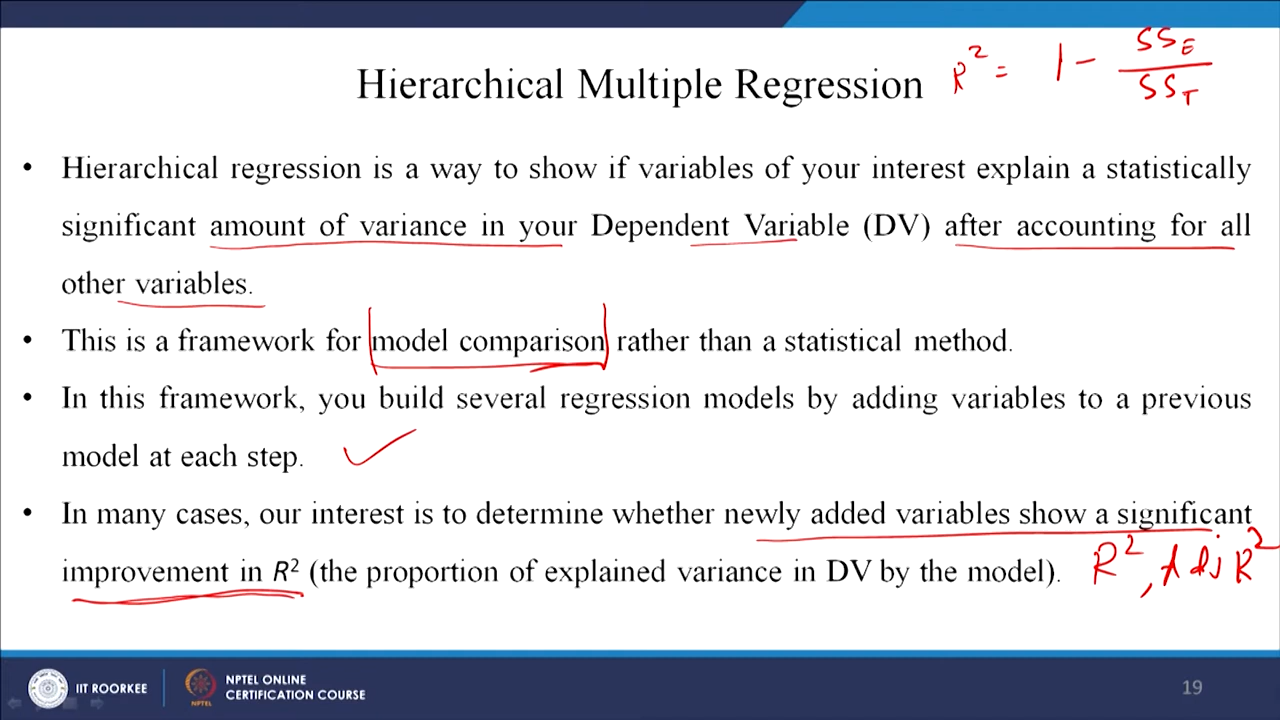 Hierarchical Multiple Regression
R² = 1 - SS_E / SS_T
• Hierarchical regression is a way to show if variables of your interest explain a statistically
significant amount of variance in your Dependent Variable (DV) after accounting for all
other variables.
• This is a framework for model comparison rather than a statistical method.
• In this framework, you build several regression models by adding variables to a previous
model at each step.
• In many cases, our interest is to determine whether newly added variables show a significant
improvement in R² (the proportion of explained variance in DV by the model).
R², Adj R²
IIT ROORKEE
NPTEL
NPTEL ONLINE
CERTIFICATION COURSE
19